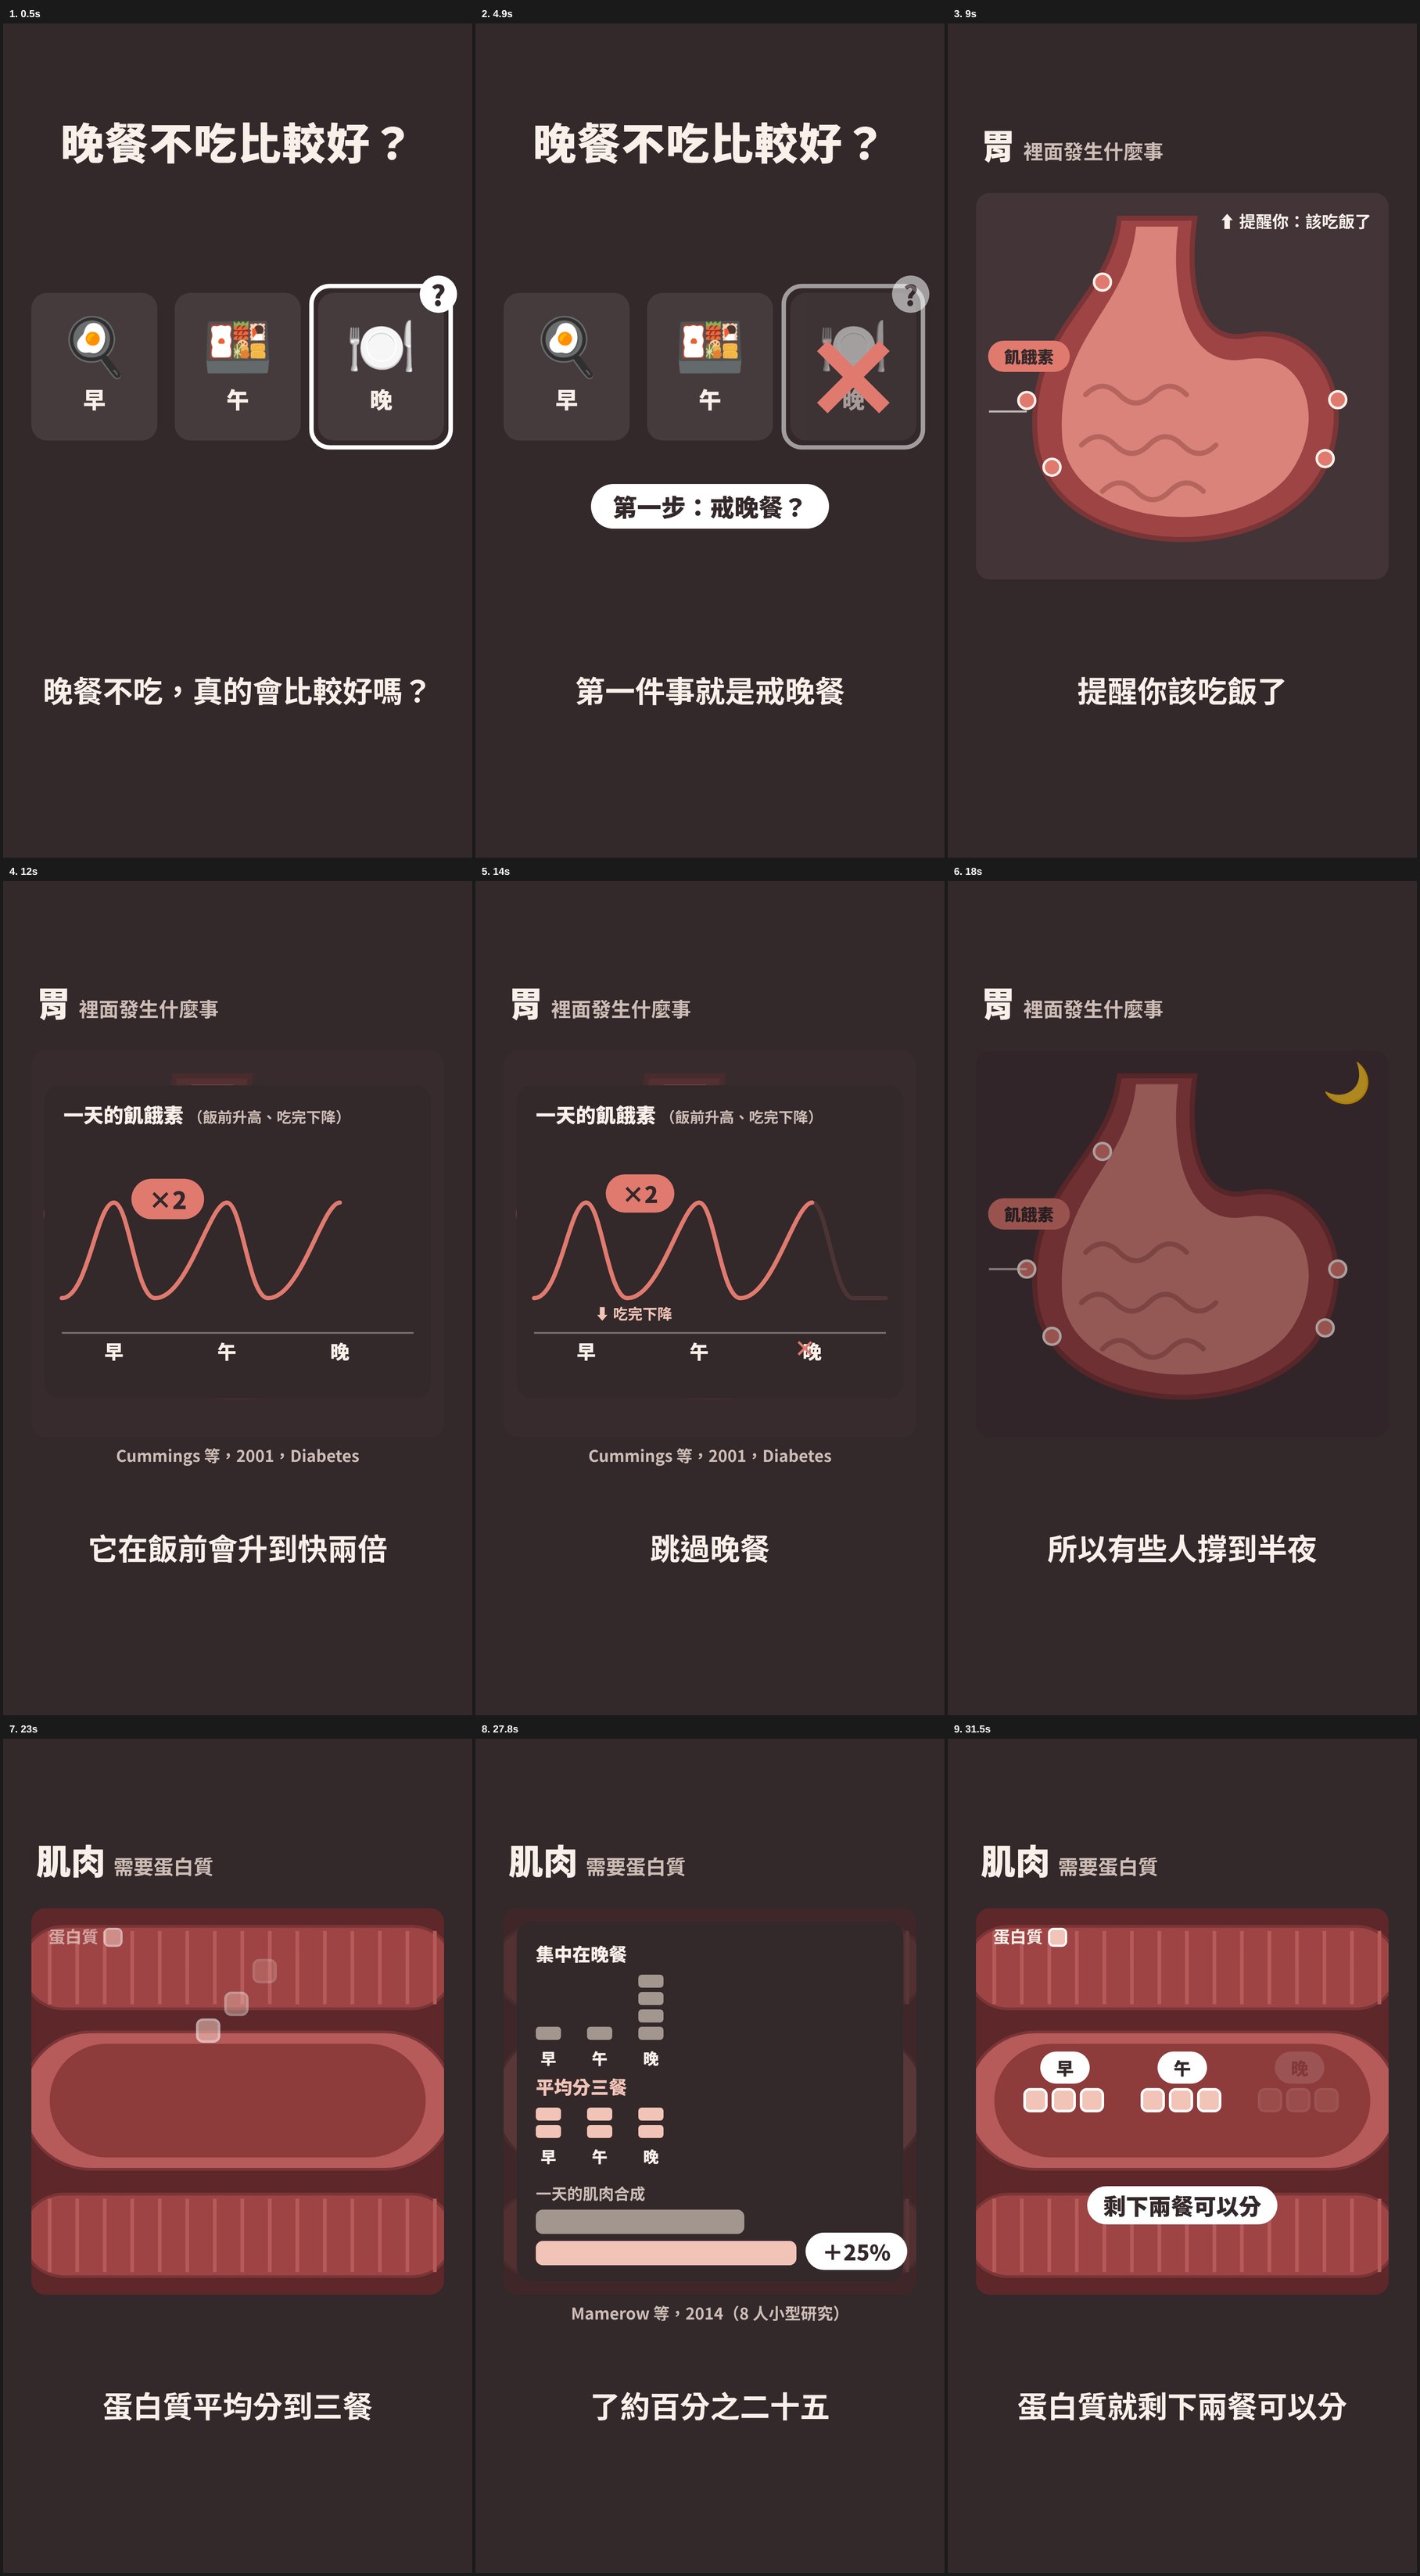 1. 0.5s
晚餐不吃比較好？
?
早
午
晚
晚餐不吃，真的會比較好嗎？
2. 4.9s
晚餐不吃比較好？
?
早
午
晚
第一步：戒晚餐？
第一件事就是戒晚餐
3. 9s
胃 裡面發生什麼事
⬆ 提醒你：該吃飯了
飢餓素
提醒你該吃飯了
4. 12s
胃 裡面發生什麼事
一天的飢餓素（飯前升高、吃完下降）
×2
早
午
晚
Cummings 等，2001，Diabetes
它在飯前會升到快兩倍
5. 14s
胃 裡面發生什麼事
一天的飢餓素（飯前升高、吃完下降）
×2
⬇ 吃完下降
早
午
晚
Cummings 等，2001，Diabetes
跳過晚餐
6. 18s
胃 裡面發生什麼事
飢餓素
所以有些人撐到半夜
7. 23s
肌肉 需要蛋白質
蛋白質
蛋白質平均分到三餐
8. 27.8s
肌肉 需要蛋白質
集中在晚餐
早
午
晚
平均分三餐
早
午
晚
一天的肌肉合成
＋25%
Mamerow 等，2014（8 人小型研究）
了約百分之二十五
9. 31.5s
肌肉 需要蛋白質
蛋白質
早
午
晚
剩下兩餐可以分
蛋白質就剩下兩餐可以分